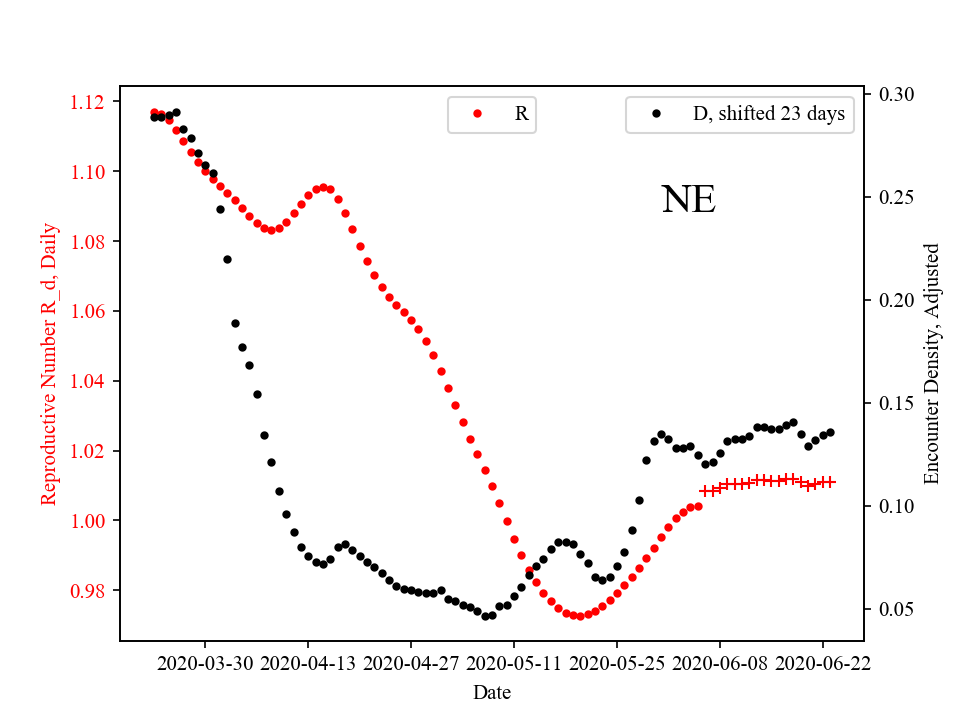 R
D, shifted 23 days
NE
Reproductive Number R_d, Daily
1.12
1.10
1.08
1.06
1.04
1.02
1.00
0.98
0.30
0.25
0.20
0.15
0.10
0.05
Encounter Density, Adjusted
2020-03-30 2020-04-13 2020-04-27 2020-05-11 2020-05-25 2020-06-08 2020-06-22
Date